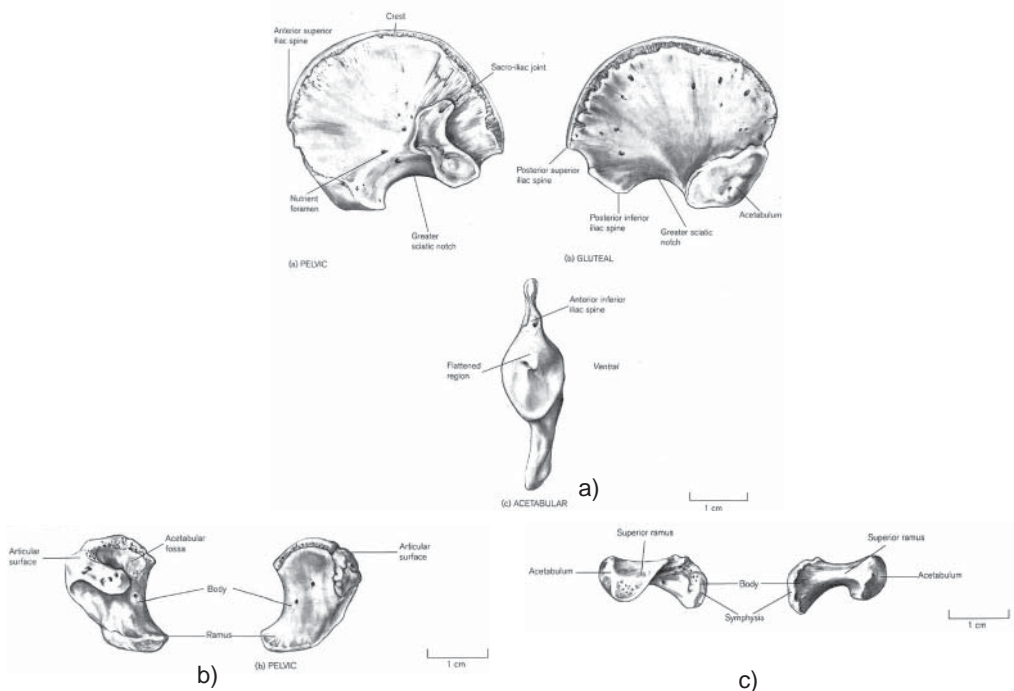 Crest
Anterior superior
iliac spine
Sacro-iliac joint
Nutrient
foramen
Greater
sciatic notch
(a) PELVIC
Posterior superior
iliac spine
Posterior inferior
iliac spine
Greater sciatic
notch
Acetabulum
(b) GLUTEAL
Anterior inferior
iliac spine
Flattened
region
Ventral
(c) ACETABULAR
a)
1 cm
Articular
surface
Acetabular
fossa
Articular
surface
Body
Ramus
(b) PELVIC
1 cm
b)
Superior ramus
Superior ramus
Acetabulum
Body
Acetabulum
Symphysis
1 cm
c)